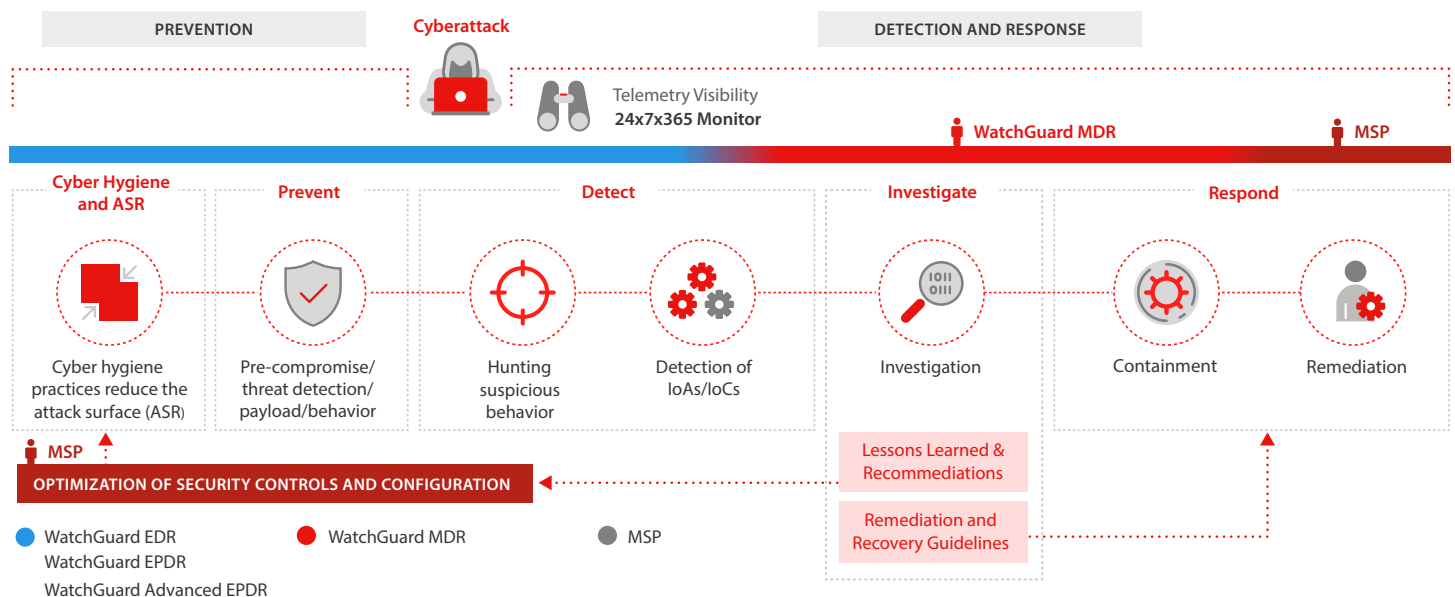 PREVENTION
Cyberattack
DETECTION AND RESPONSE
Telemetry Visibility
24x7x365 Monitor
WatchGuard MDR
MSP
Cyber Hygiene
and ASR
Prevent
Detect
Investigate
Respond
1011
0111
Cyber hygiene
practices reduce the
attack surface (ASR)
Pre-compromise/
threat detection/
payload/behavior
Hunting
suspicious
behavior
Detection of
IoAs/IoCs
Investigation
Containment
Remediation
MSP
OPTIMIZATION OF SECURITY CONTROLS AND CONFIGURATION
Lessons Learned &
Recommediations
Remediation and
Recovery Guidelines
WatchGuard EDR
WatchGuard EPDR
WatchGuard Advanced EPDR
WatchGuard MDR
MSP